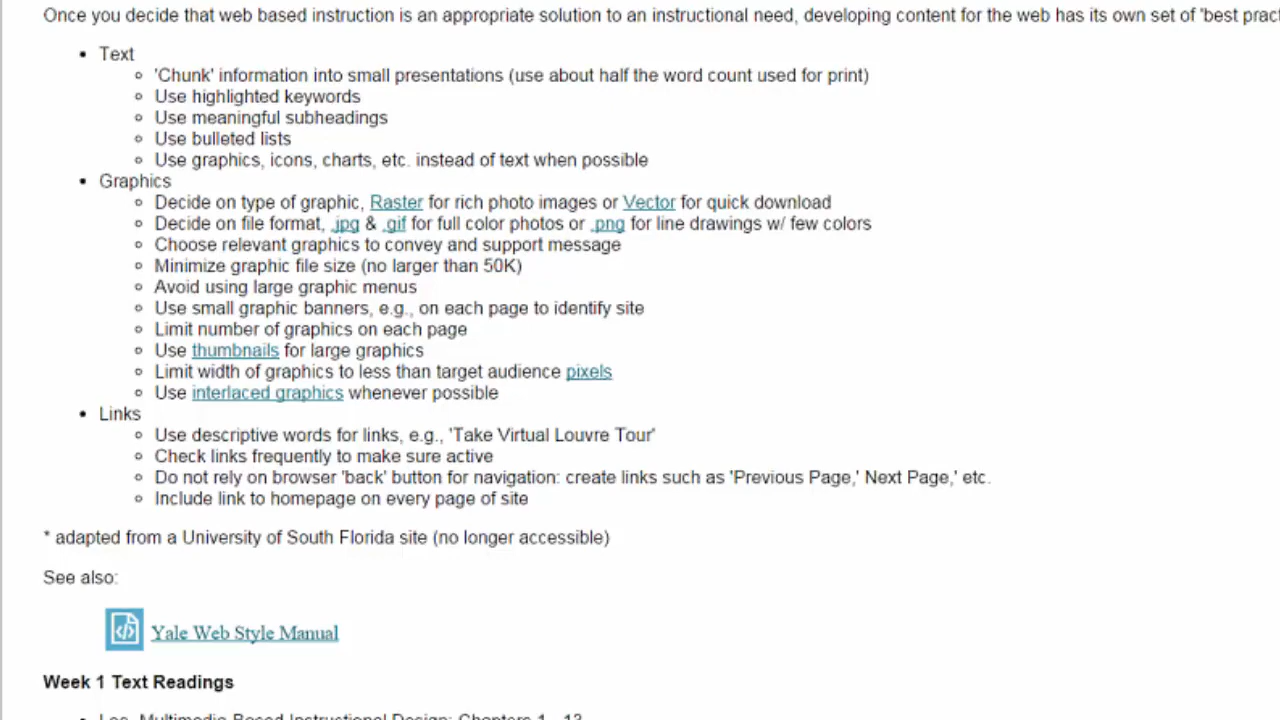 Once you decide that web based instruction is an appropriate solution to an instructional need, developing content for the web has its own set of 'best
• Text
◦ 'Chunk' information into small presentations (use about half the word count used for print)
◦ Use highlighted keywords
◦ Use meaningful subheadings
◦ Use bulleted lists
◦ Use graphics, icons, charts, etc. instead of text when possible
• Graphics
◦ Decide on type of graphic, Raster for rich photo images or Vector for quick download
◦ Decide on file format, .jpg & .gif for full color photos or .png for line drawings w/ few colors
◦ Choose relevant graphics to convey and support message
◦ Minimize graphic file size (no larger than 50K)
◦ Avoid using large graphic menus
◦ Use small graphic banners, e.g., on each page to identify site
◦ Limit number of graphics on each page
◦ Use thumbnails for large graphics
◦ Limit width of graphics to less than target audience pixels
◦ Use interlaced graphics whenever possible
• Links
◦ Use descriptive words for links, e.g., 'Take Virtual Louvre Tour'
◦ Check links frequently to make sure active
◦ Do not rely on browser 'back' button for navigation: create links such as 'Previous Page,' Next Page,' etc.
◦ Include link to homepage on every page of site
* adapted from a University of South Florida site (no longer accessible)
See also:
Yale Web Style Manual
Week 1 Text Readings
Multimedia Based Instructional Design: Chapters 1 - 13